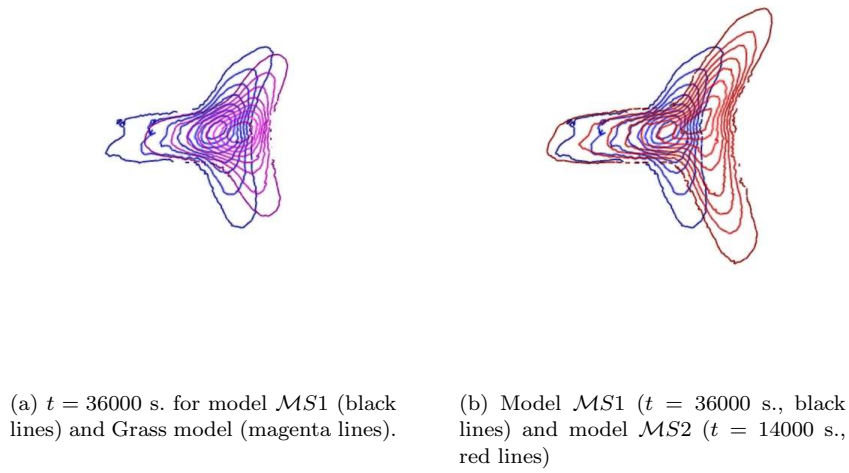 (a) t = 36000 s. for model MS1 (black
lines) and Grass model (magenta lines).
(b) Model MS1 (t = 36000 s., black
lines) and model MS2 (t = 14000 s.,
red lines)